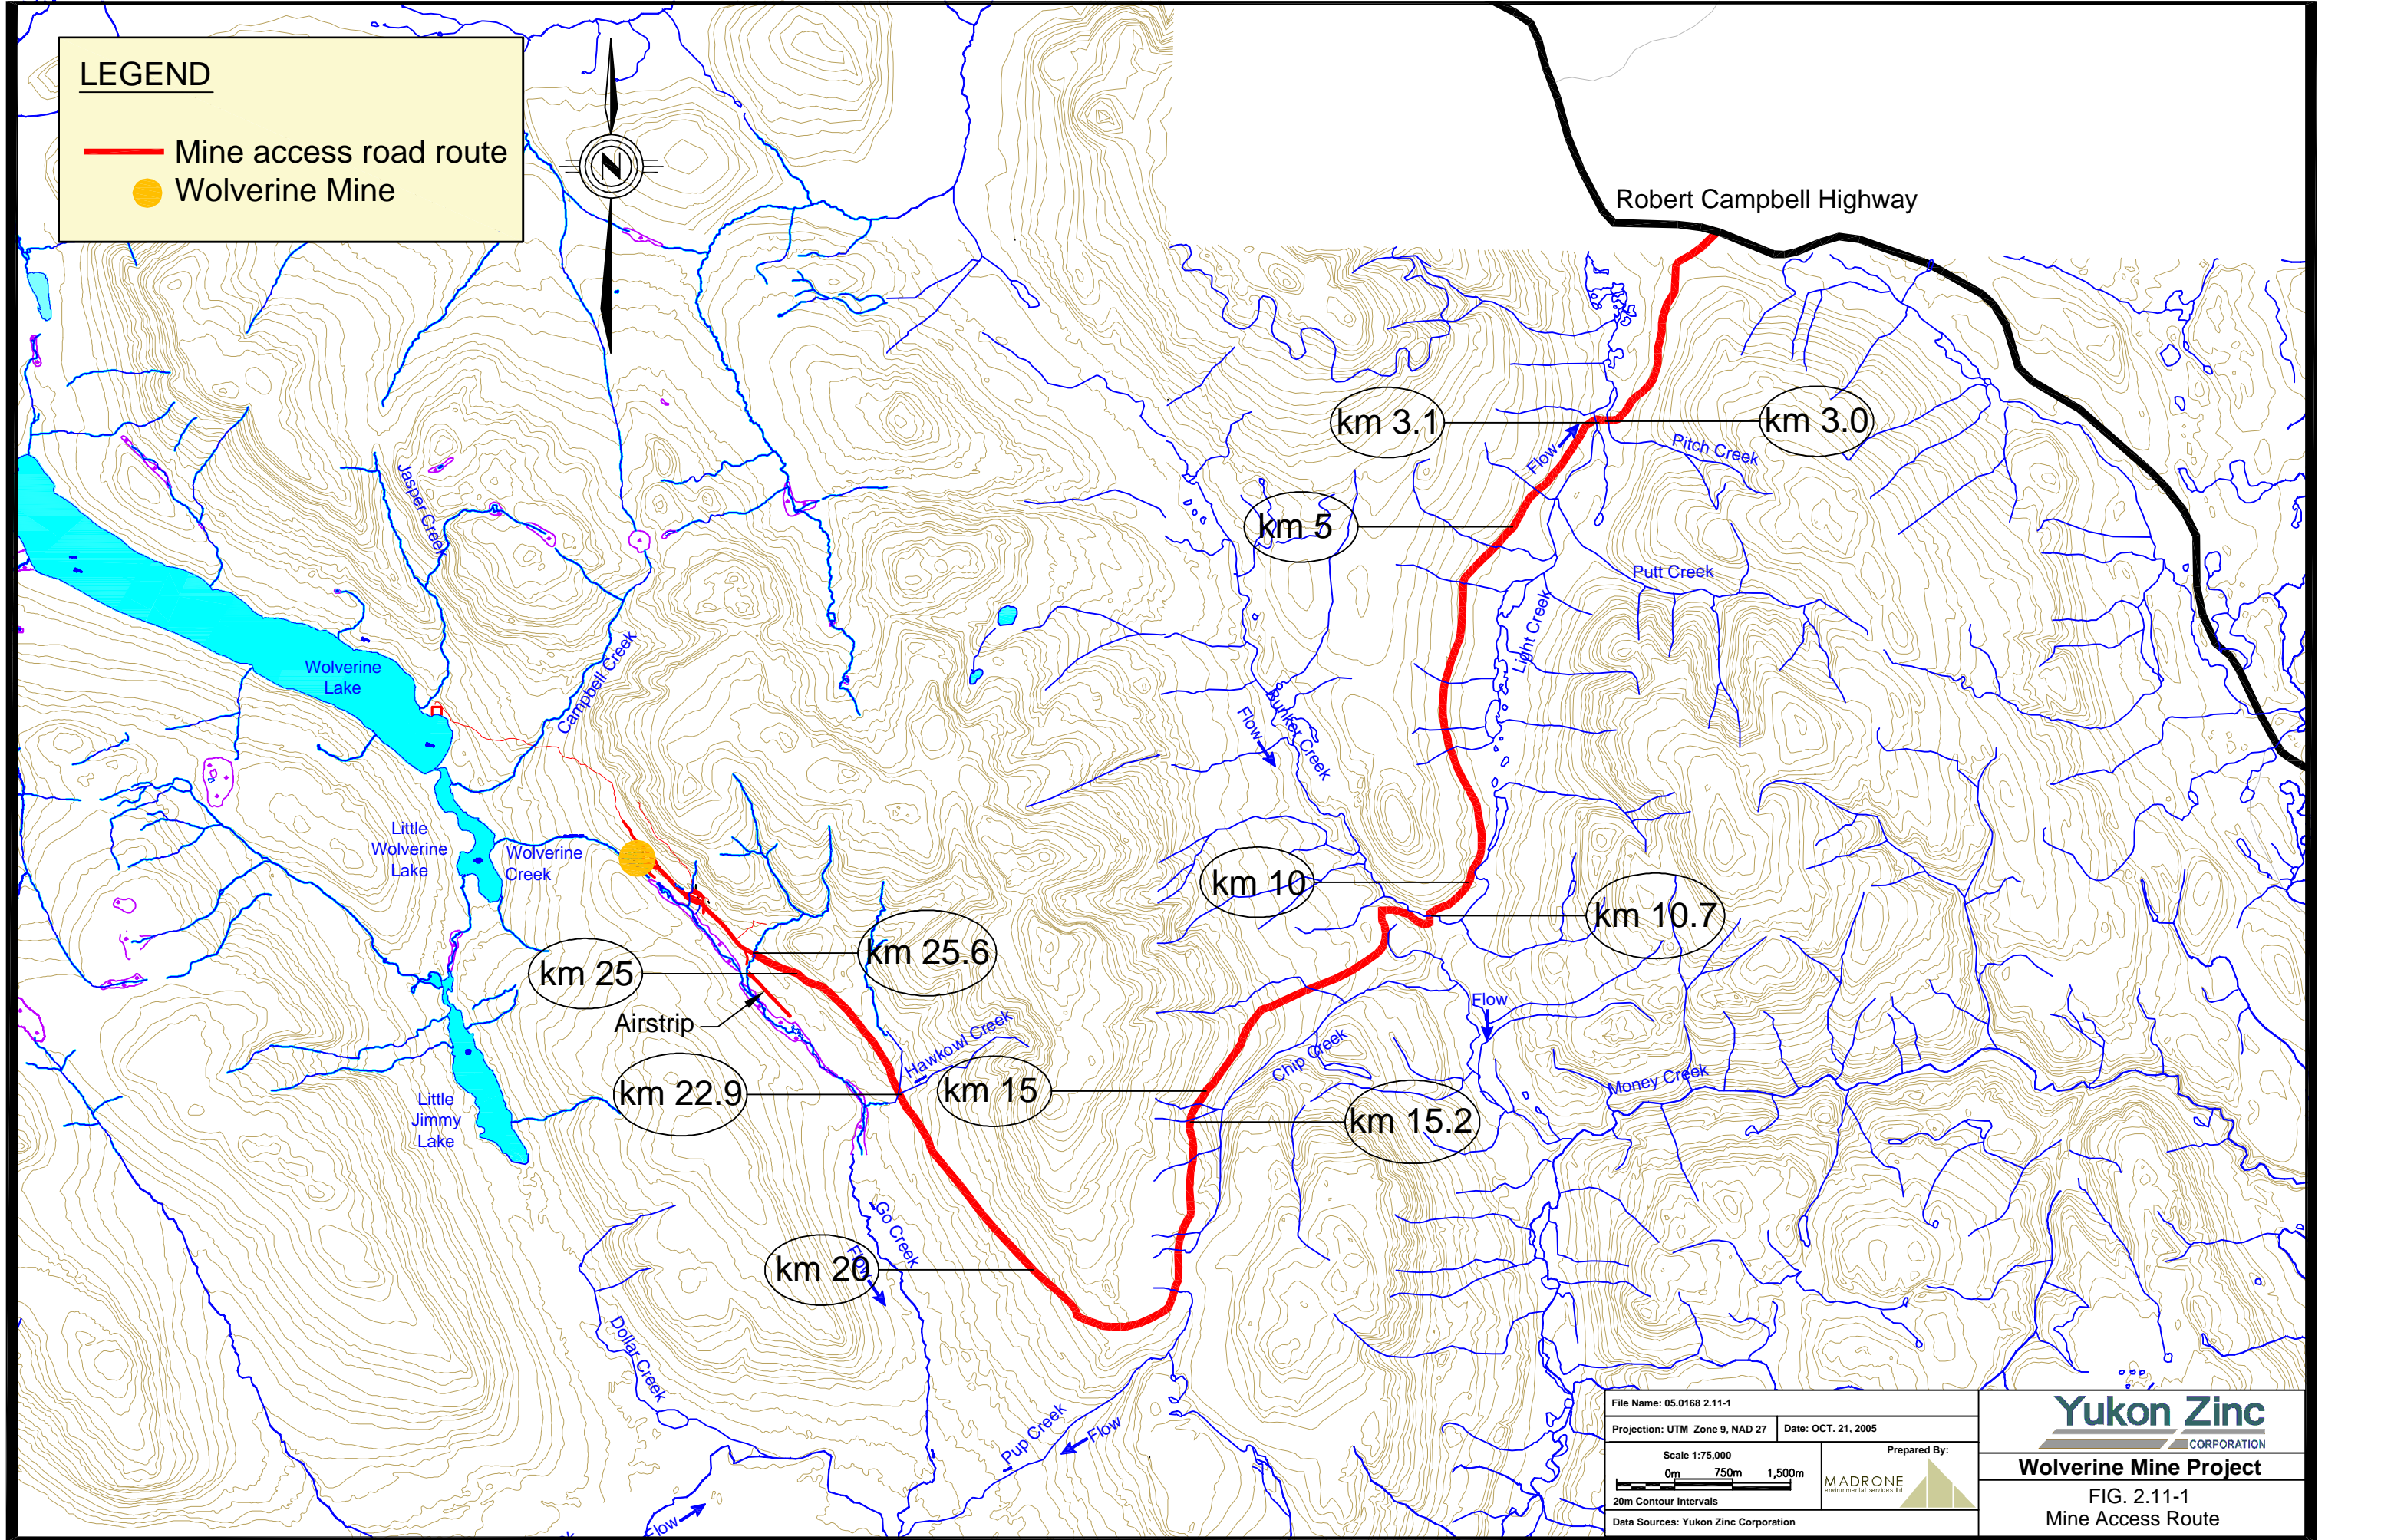 LEGEND
Mine access road route
Wolverine Mine
N
Robert Campbell Highway
km 3.1
km 3.0
Flow
Pitch Creek
km 5
Jasper Creek
Putt Creek
Light Creek
Campbell Creek
Wolverine
Lake
Bunker Creek
Flow
Little
Wolverine
Lake
Wolverine
Creek
km 10
km 10.7
km 25.6
km 25
Airstrip
Flow
Hawkowl Creek
Chip Creek
Money Creek
km 22.9
km 15
km 15.2
Little
Jimmy
Lake
Go Creek
km 20
Flow
Dollar Creek
Pup Creek
Flow
Flow
File Name: 05.0168 2.11-1
Projection: UTM Zone 9, NAD 27
Date: OCT. 21, 2005
Scale 1:75,000
0m 750m 1,500m
20m Contour Intervals
Data Sources: Yukon Zinc Corporation
Prepared By:
MADRONE
environmental services ltd.
Yukon Zinc
CORPORATION
Wolverine Mine Project
FIG. 2.11-1
Mine Access Route